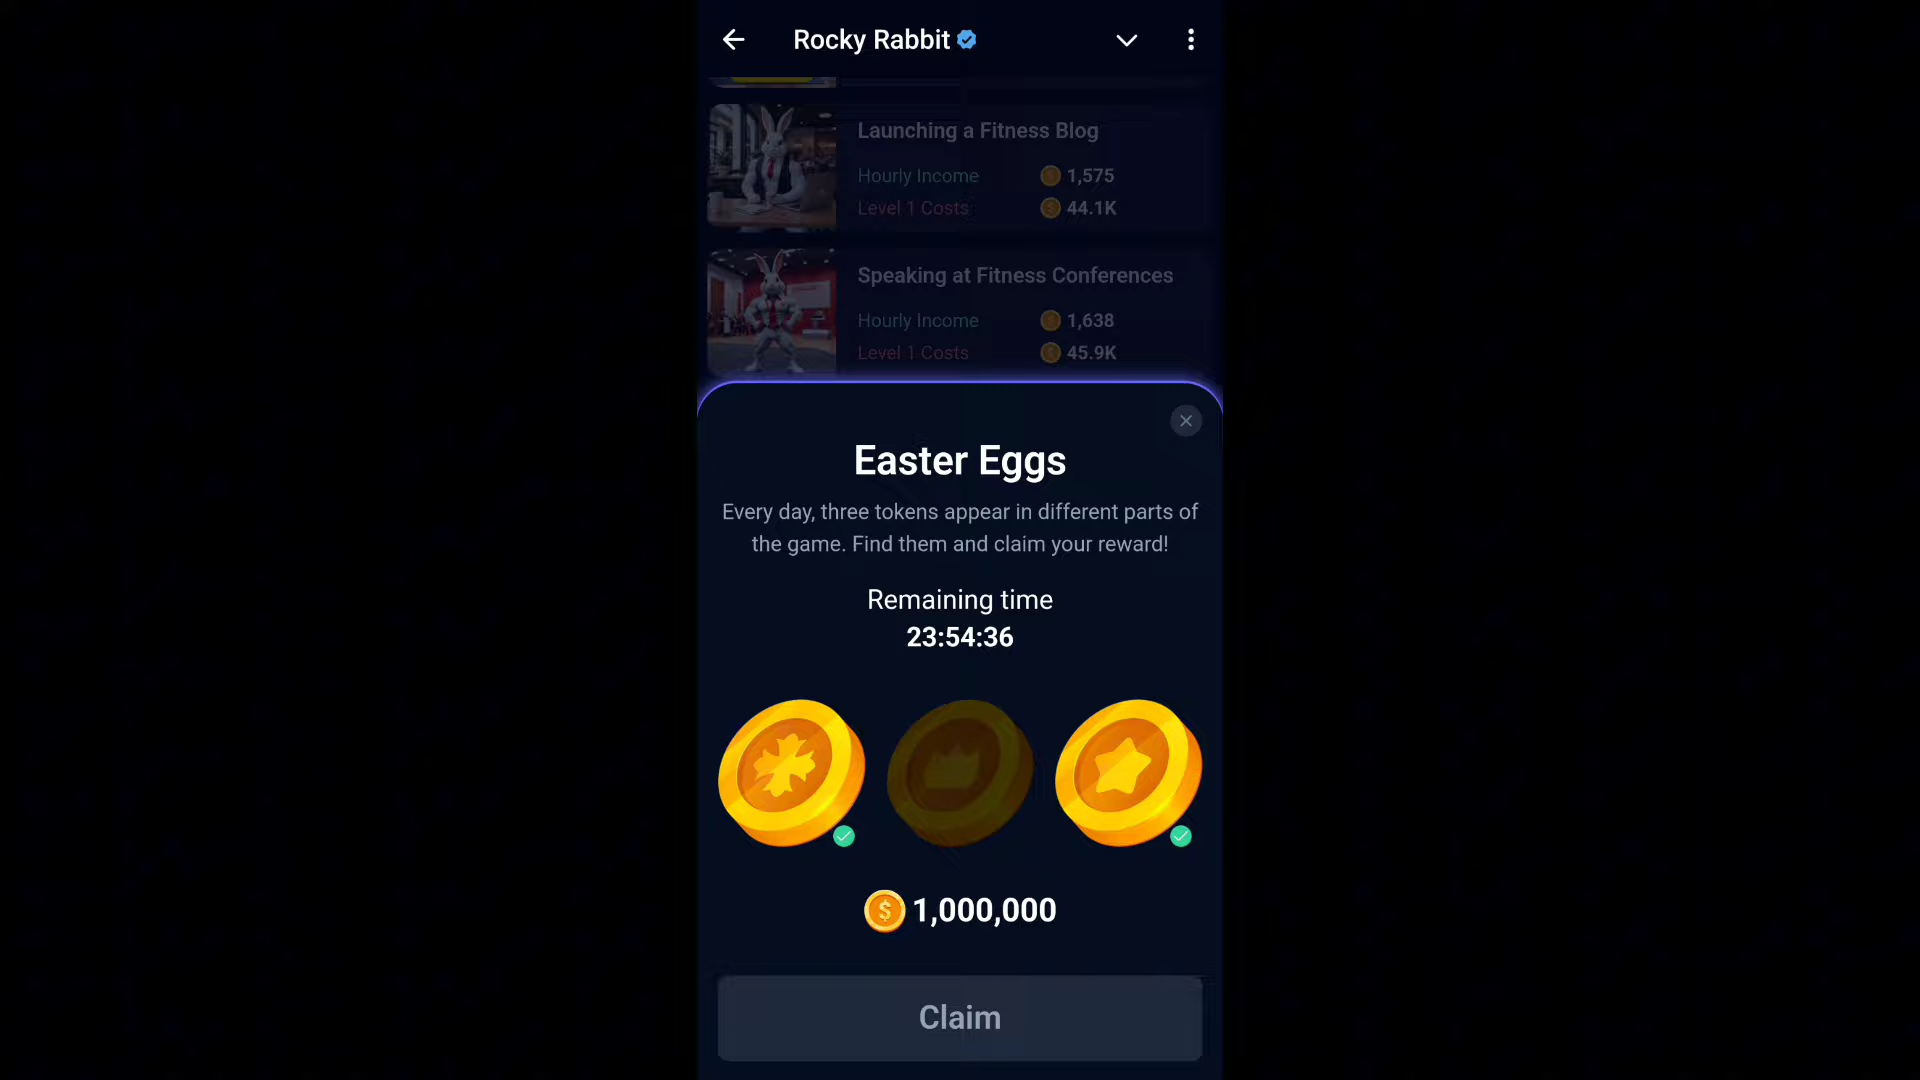 Rocky Rabbit
Launching a Fitness Blog
Hourly Income 1,575
Level 1 Costs 44.1K
Speaking at Fitness Conferences
Hourly Income 1,638
Level 1 Costs 45.9K
Easter Eggs
Every day, three tokens appear in different parts of
the game. Find them and claim your reward!
Remaining time
23:54:36
$ 1,000,000
Claim